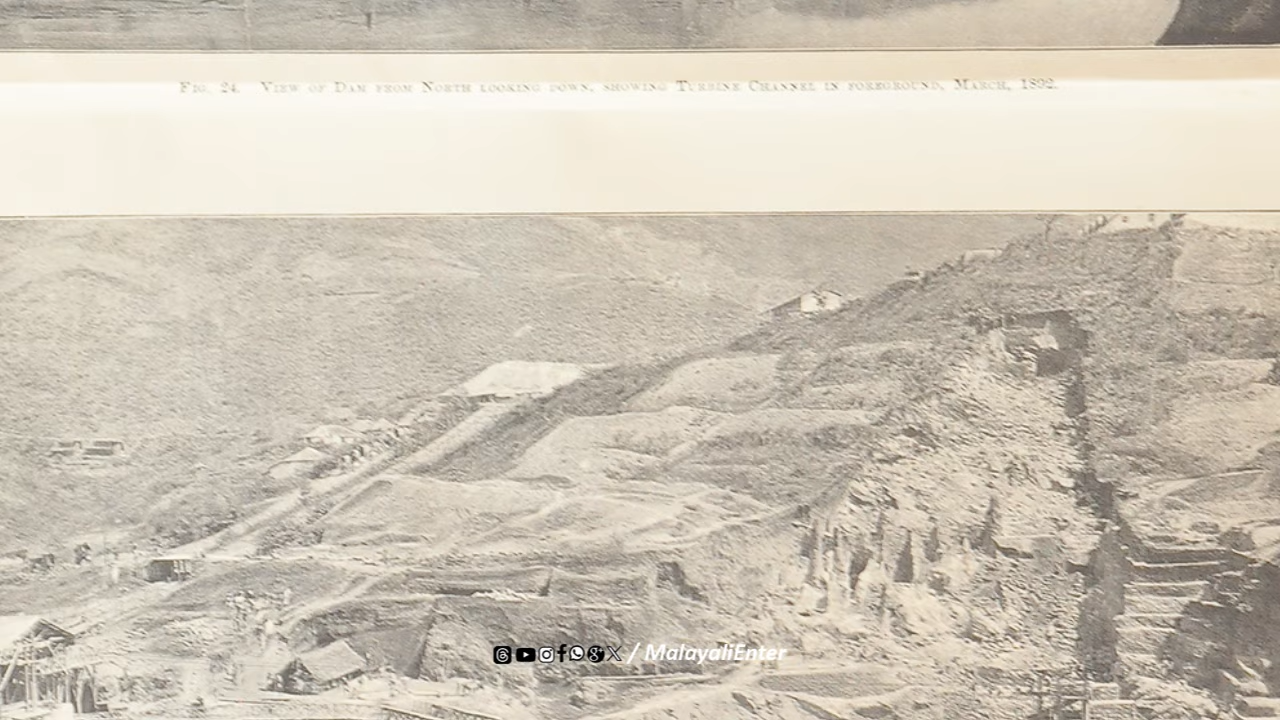 Fig. 24. View of Dam from North looking down, showing Turbine Channel in foreground, March, 1892.
/ MalayaliEnter